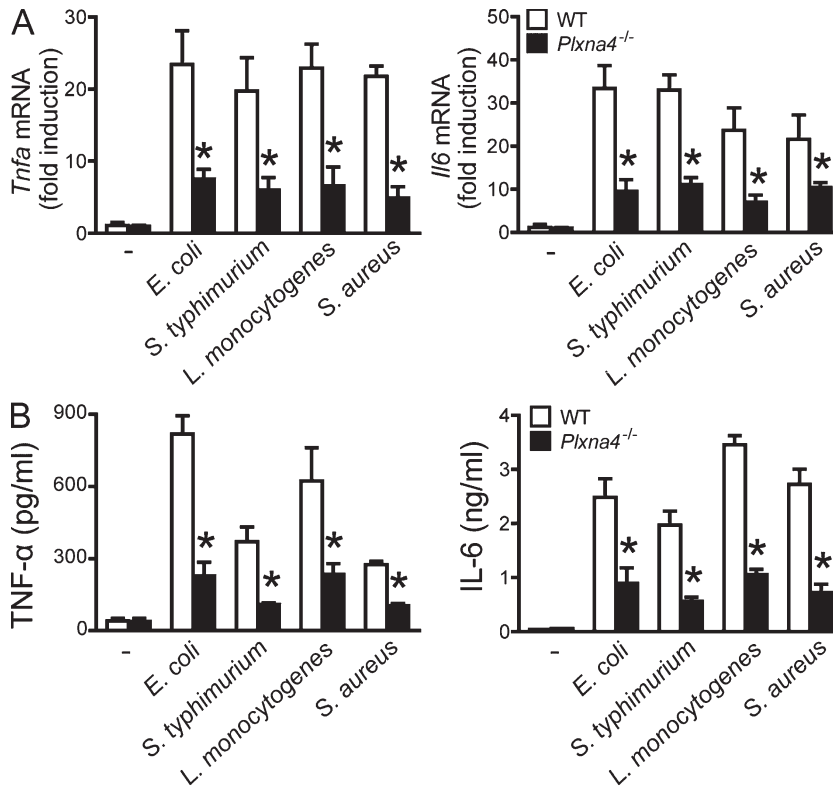 A
Tnfa mRNA
(fold induction)
30
20
10
0
-
E. coli
S. typhimurium
L. monocytogenes
S. aureus
Il6 mRNA
(fold induction)
50
40
30
20
10
0
WT
Plxna4-/-
*
*
*
*
*
*
*
*
-
E. coli
S. typhimurium
L. monocytogenes
S. aureus
B
TNF-α (pg/ml)
900
600
300
0
-
E. coli
S. typhimurium
L. monocytogenes
S. aureus
IL-6 (ng/ml)
4
3
2
1
0
WT
Plxna4-/-
*
*
*
*
*
*
*
*
-
E. coli
S. typhimurium
L. monocytogenes
S. aureus